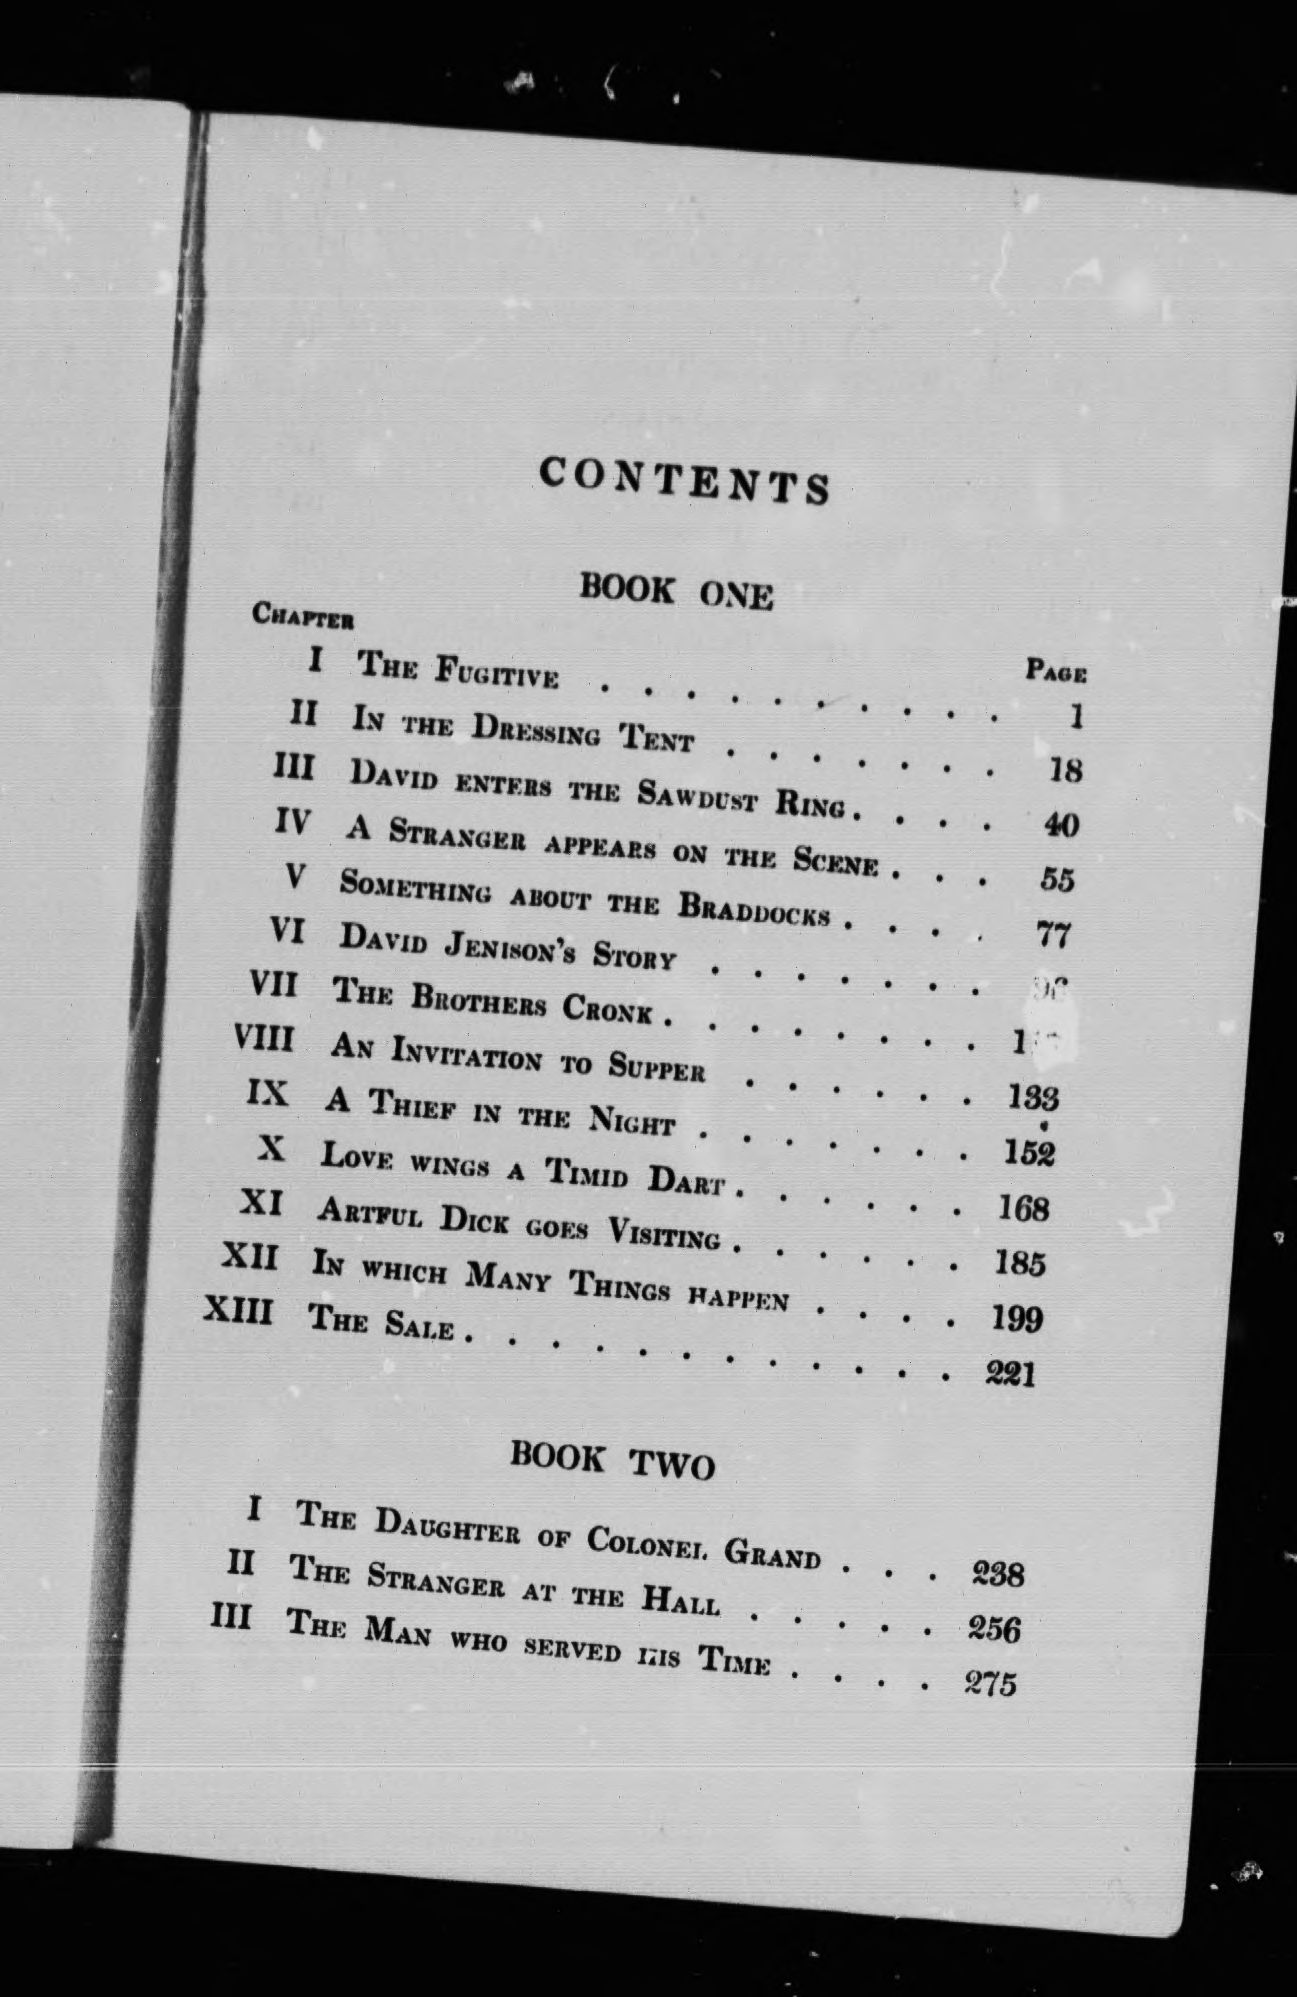 CONTENTS
BOOK ONE
CHAPTER PAGE
I THE FUGITIVE . . . . . . . . . . 1
II IN THE DRESSING TENT . . . . . . . 18
III DAVID ENTERS THE SAWDUST RING . . . . 40
IV A STRANGER APPEARS ON THE SCENE . . . 55
V SOMETHING ABOUT THE BRADDOCKS . . . . 77
VI DAVID JENISON'S STORY . . . . . . .
VII THE BROTHERS CRONK . . . . . . . .
VIII AN INVITATION TO SUPPER . . . . . . 133
IX A THIEF IN THE NIGHT . . . . . . . 152
X LOVE WINGS A TIMID DART . . . . . . 168
XI ARTFUL DICK GOES VISITING . . . . . . 185
XII IN WHICH MANY THINGS HAPPEN . . . . 199
XIII THE SALE . . . . . . . . . . . . 221
BOOK TWO
I THE DAUGHTER OF COLONEL GRAND . . . 238
II THE STRANGER AT THE HALL . . . . . 256
III THE MAN WHO SERVED HIS TIME . . . . 275